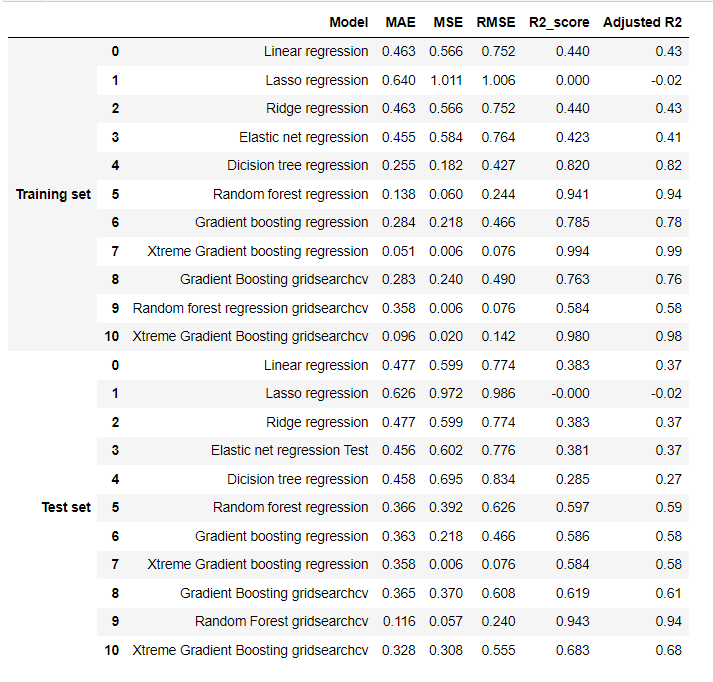 Model MAE MSE RMSE R2_score Adjusted R2
0 Linear regression 0.463 0.566 0.752 0.440 0.43
1 Lasso regression 0.640 1.011 1.006 0.000 -0.02
2 Ridge regression 0.463 0.566 0.752 0.440 0.43
3 Elastic net regression 0.455 0.584 0.764 0.423 0.41
4 Dicision tree regression 0.255 0.182 0.427 0.820 0.82
Training set 5 Random forest regression 0.138 0.060 0.244 0.941 0.94
6 Gradient boosting regression 0.284 0.218 0.466 0.785 0.78
7 Xtreme Gradient boosting regression 0.051 0.006 0.076 0.994 0.99
8 Gradient Boosting gridsearchcv 0.283 0.240 0.490 0.763 0.76
9 Random forest regression gridsearchcv 0.358 0.006 0.076 0.584 0.58
10 Xtreme Gradient Boosting gridsearchcv 0.096 0.020 0.142 0.980 0.98
0 Linear regression 0.477 0.599 0.774 0.383 0.37
1 Lasso regression 0.626 0.972 0.986 -0.000 -0.02
2 Ridge regression 0.477 0.599 0.774 0.383 0.37
3 Elastic net regression Test 0.456 0.602 0.776 0.381 0.37
4 Dicision tree regression 0.458 0.695 0.834 0.285 0.27
Test set 5 Random forest regression 0.366 0.392 0.626 0.597 0.59
6 Gradient boosting regression 0.363 0.218 0.466 0.586 0.58
7 Xtreme Gradient boosting regression 0.358 0.006 0.076 0.584 0.58
8 Gradient Boosting gridsearchcv 0.365 0.370 0.608 0.619 0.61
9 Random Forest gridsearchcv 0.116 0.057 0.240 0.943 0.94
10 Xtreme Gradient Boosting gridsearchcv 0.328 0.308 0.555 0.683 0.68